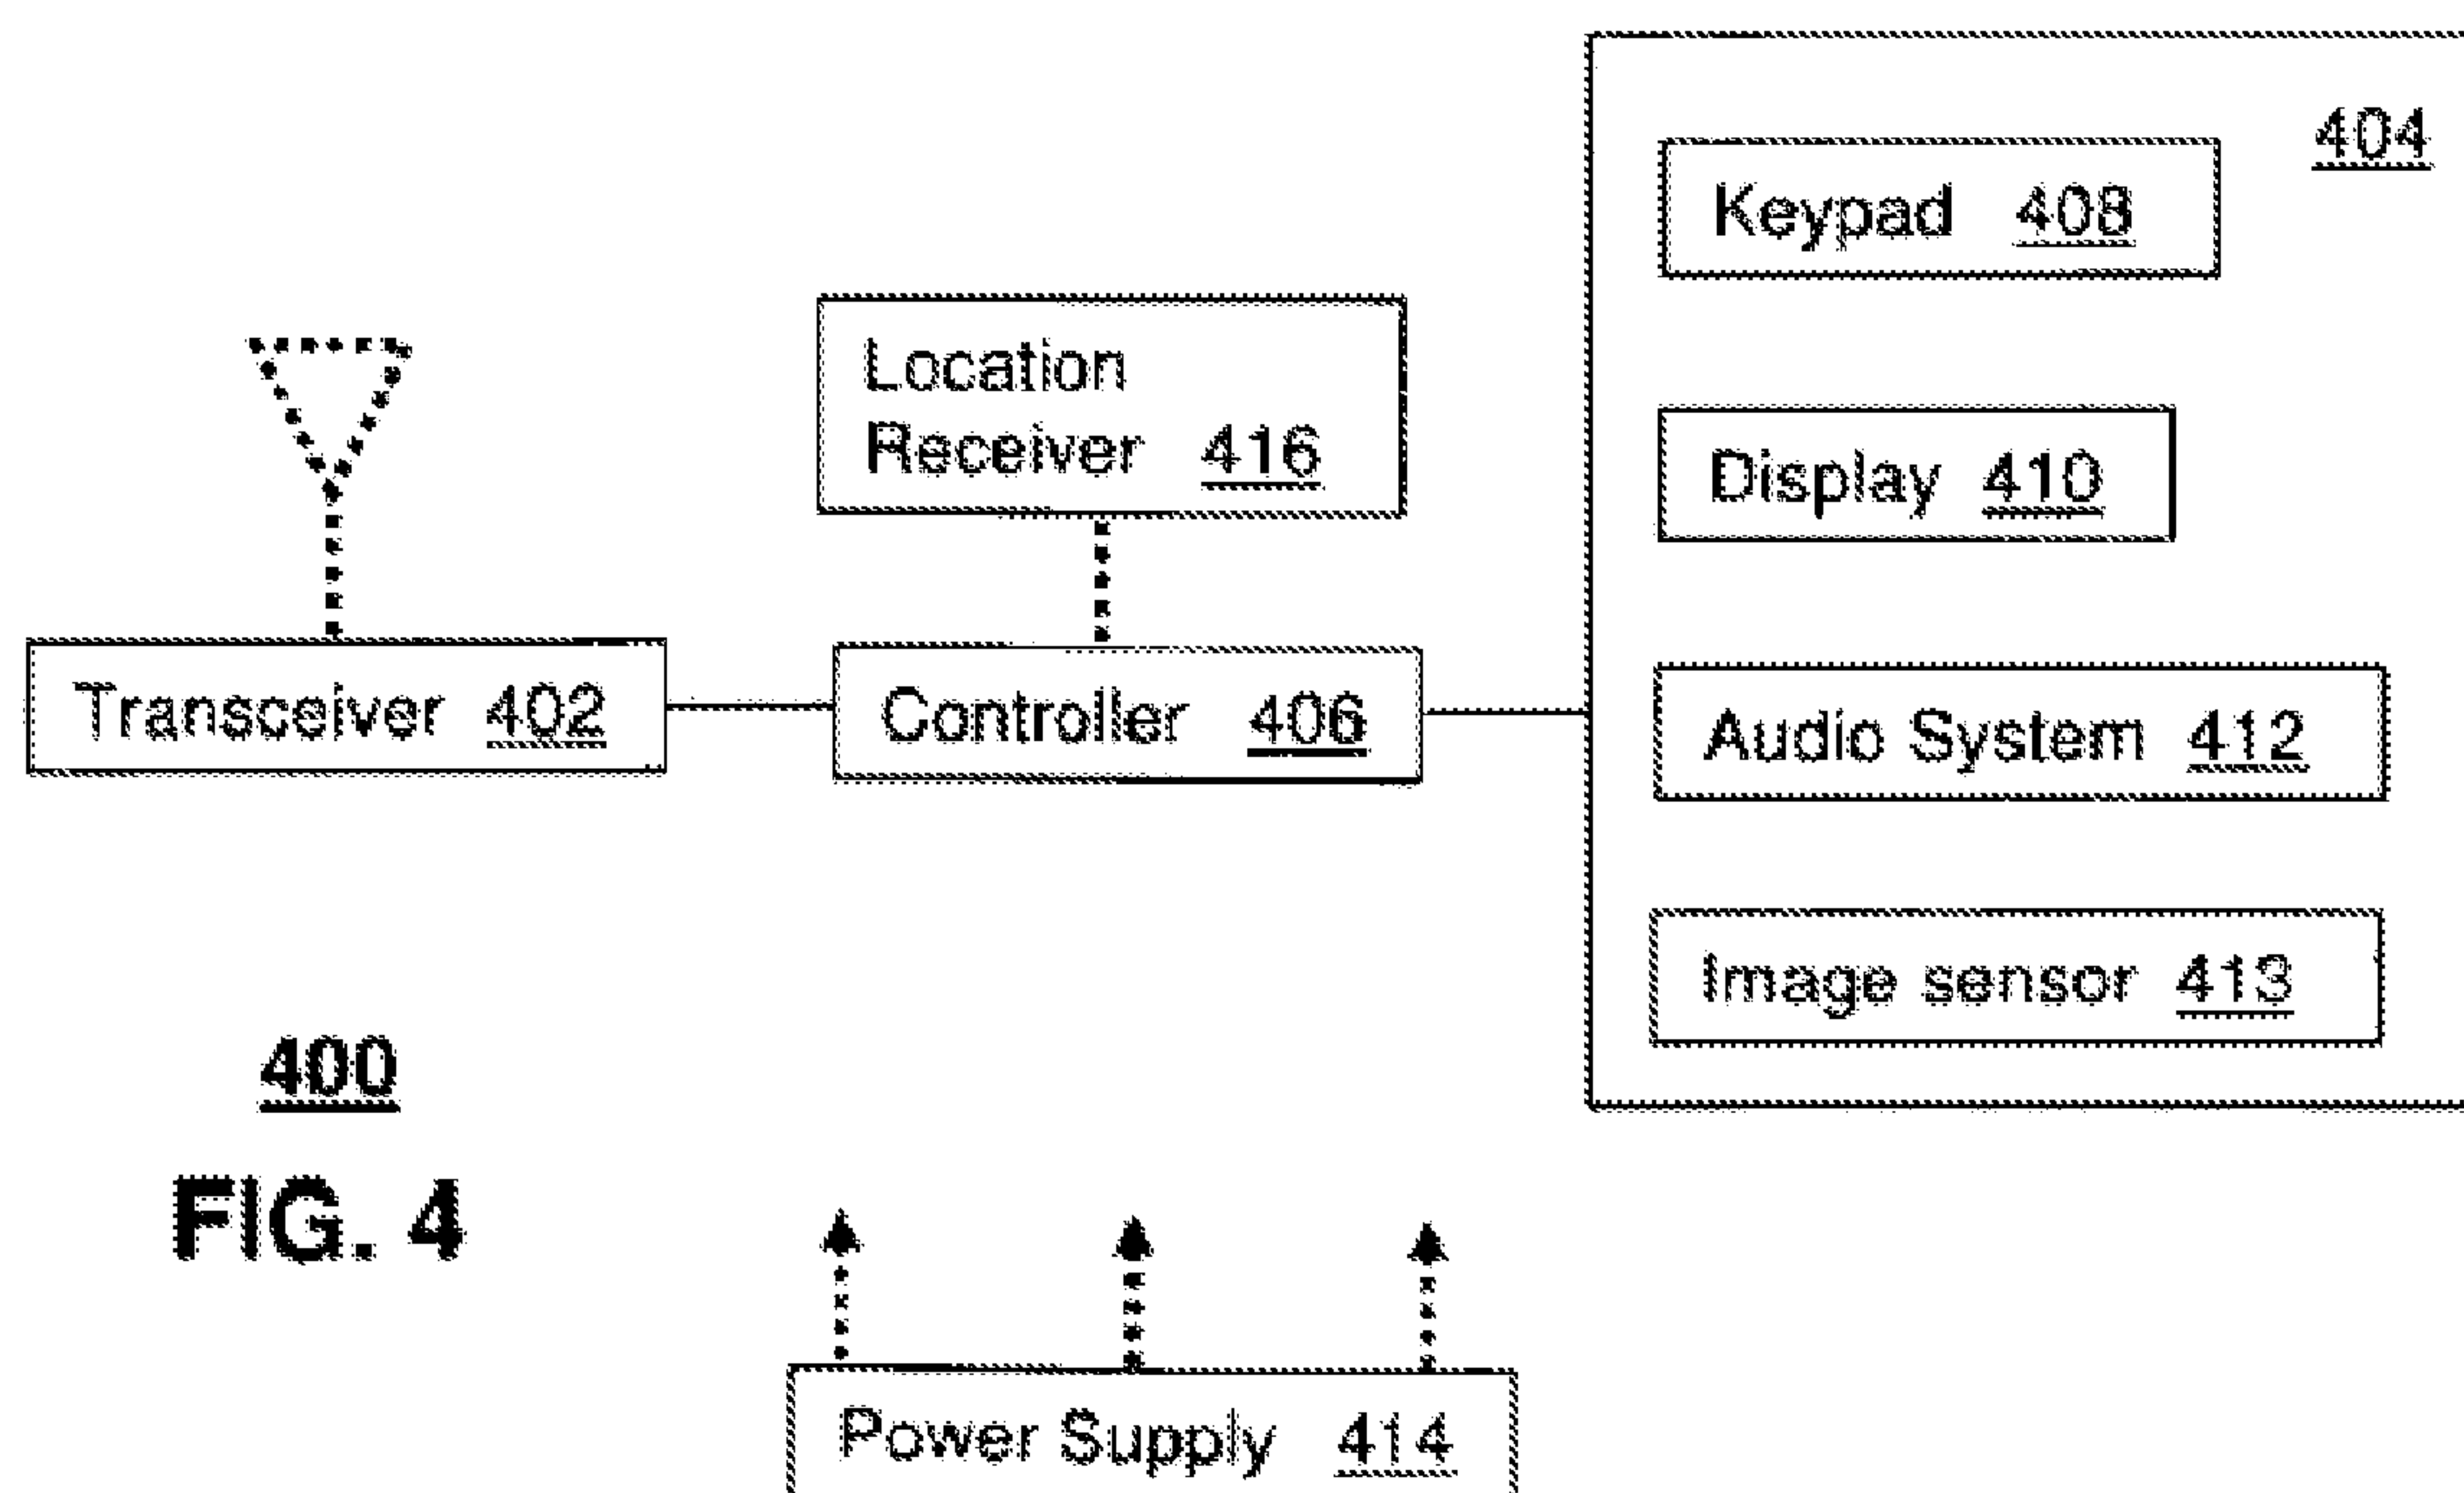 404
Keypad 408
Location
Receiver 416
Display 410
Transceiver 402
Controller 406
Audio System 412
Image sensor 413
400
FIG. 4
Power Supply 414